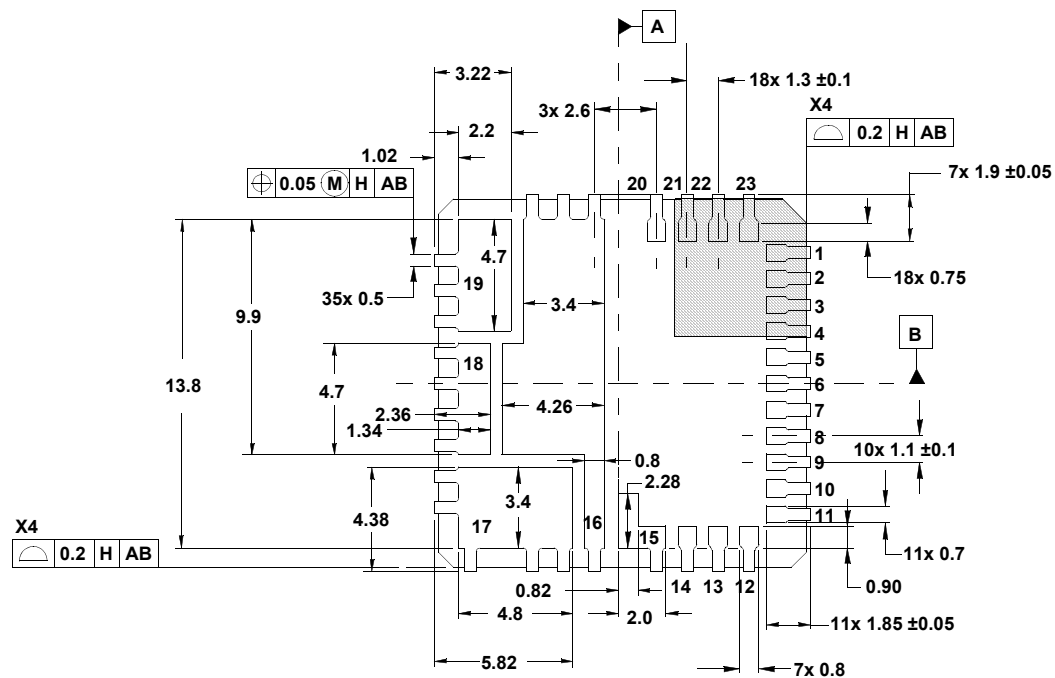 A
3.22
18x 1.3 ±0.1
3x 2.6
X4
2.2
0.2 H AB
1.02
7x 1.9 ±0.05
0.05 M H AB
20 21 22 23
4.7
1
2
18x 0.75
19
35x 0.5
3.4
3
9.9
4
B
18
5
4.7
6
13.8
2.36
4.26
7
1.34
8
10x 1.1 ±0.1
0.8
9
2.28
10
3.4
4.38
11
X4
17
16
15
0.2 H AB
11x 0.7
0.82
14 13 12
0.90
4.8
2.0
11x 1.85 ±0.05
5.82
7x 0.8